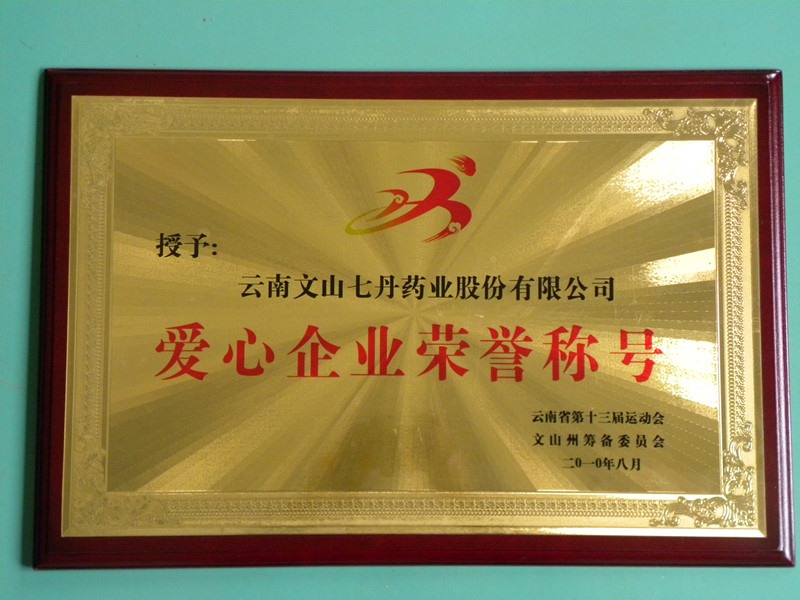 授予:
云南文山七丹药业股份有限公司
爱心企业荣誉称号
云南省第十三届运动会
文山州筹备委员会
二0一0年八月